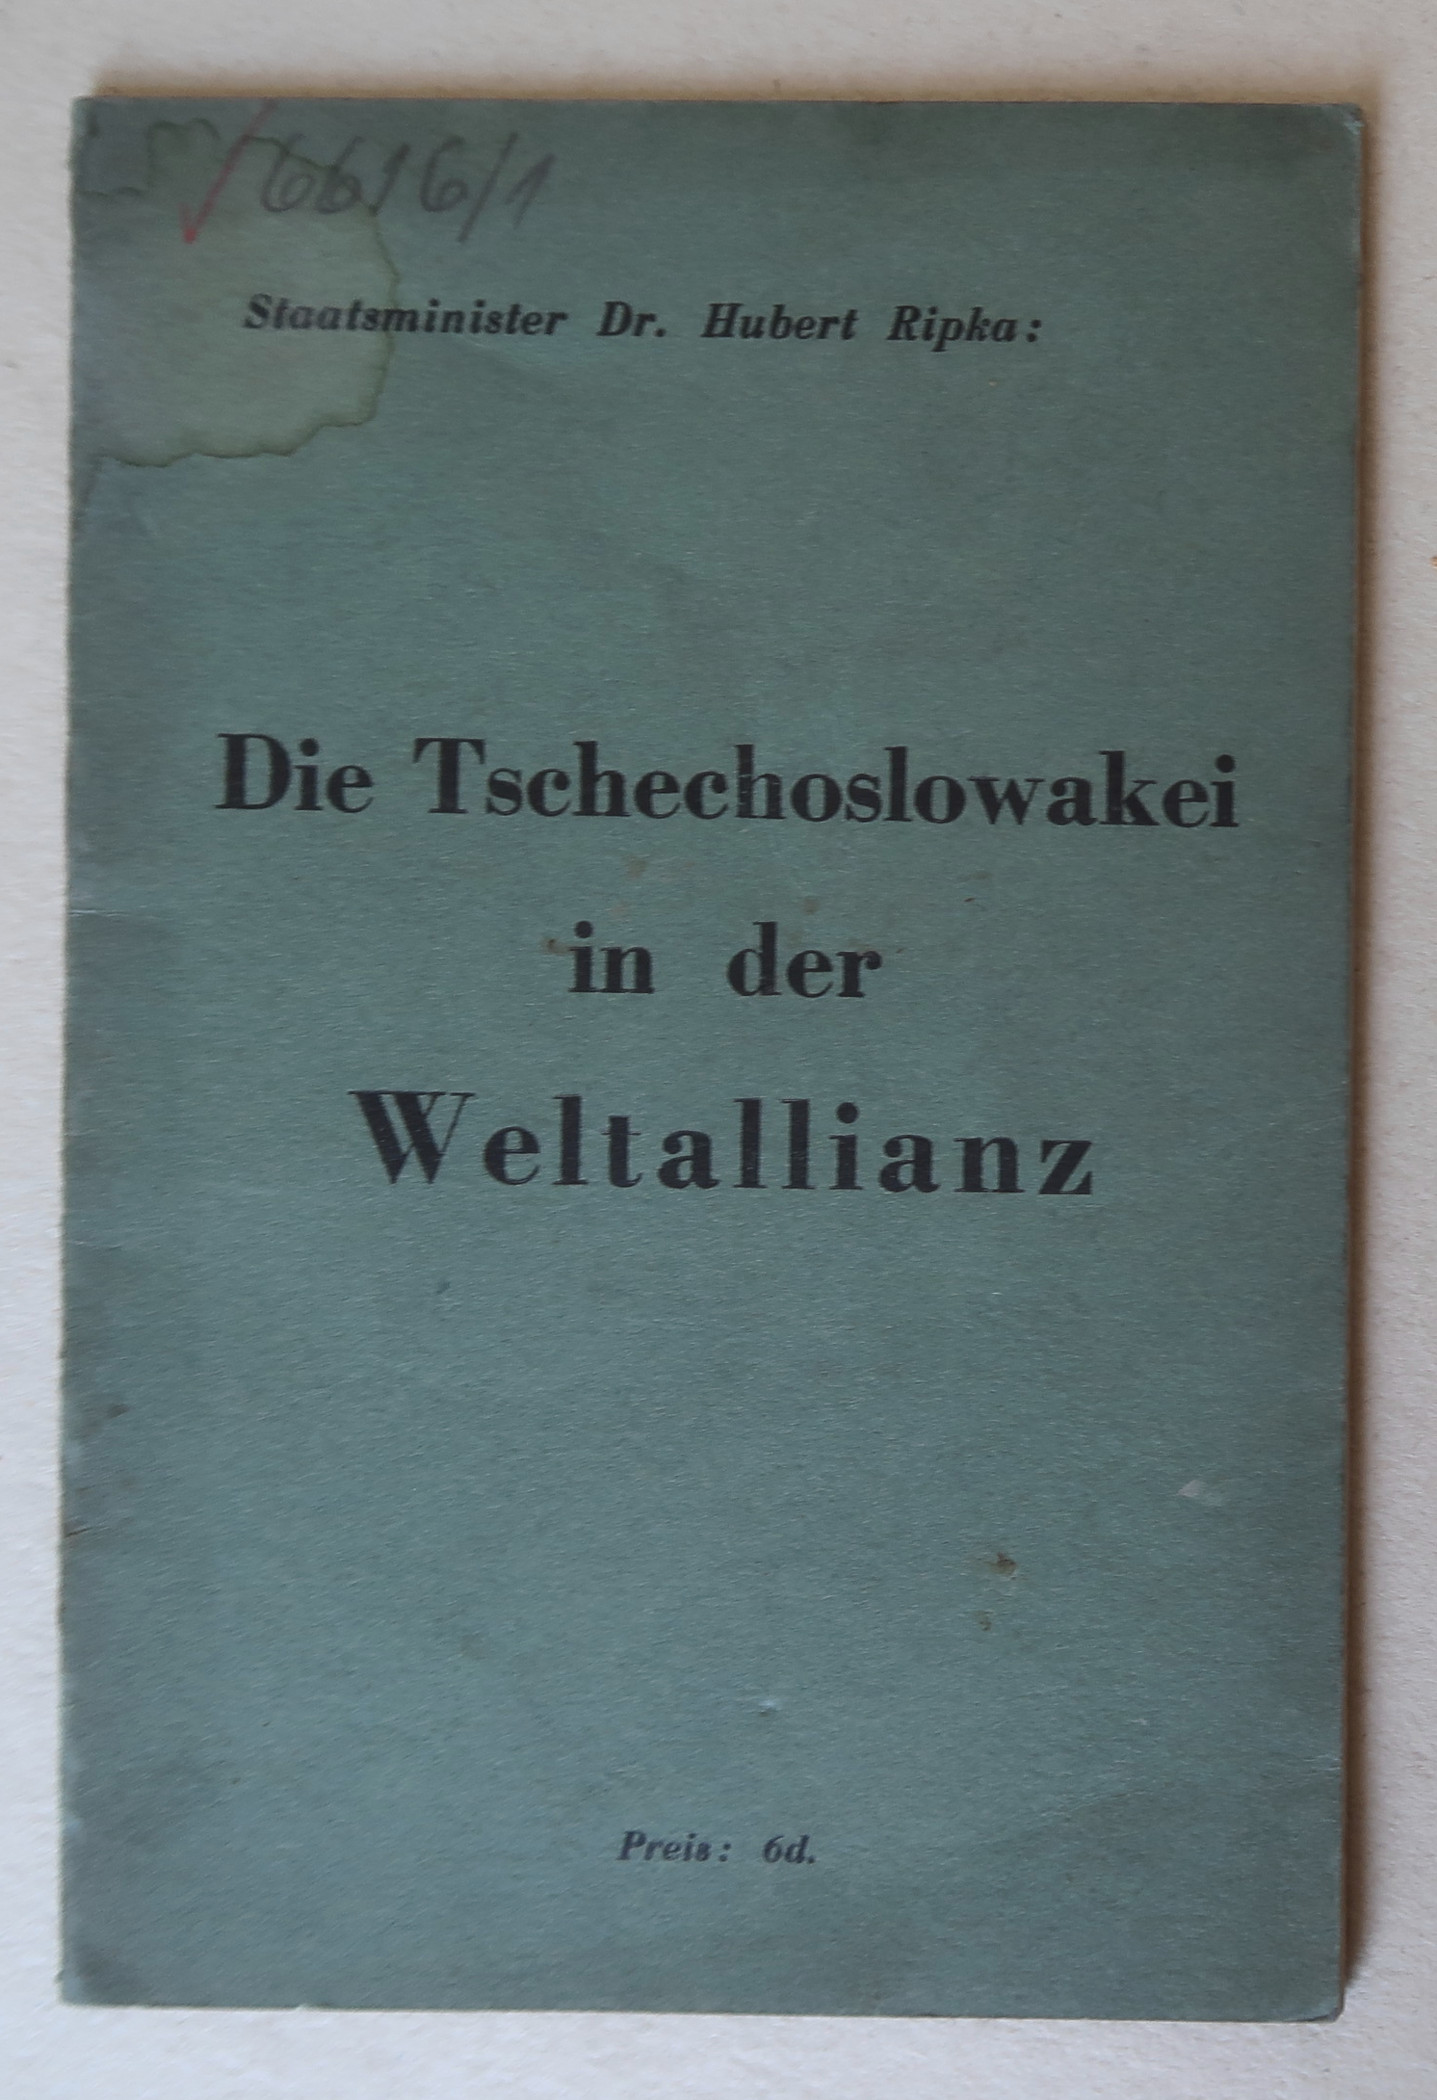 6616/1
Staatsminister Dr. Hubert Ripka:
Die Tschechoslowakei
in der
Weltallianz
Preis: 6d.